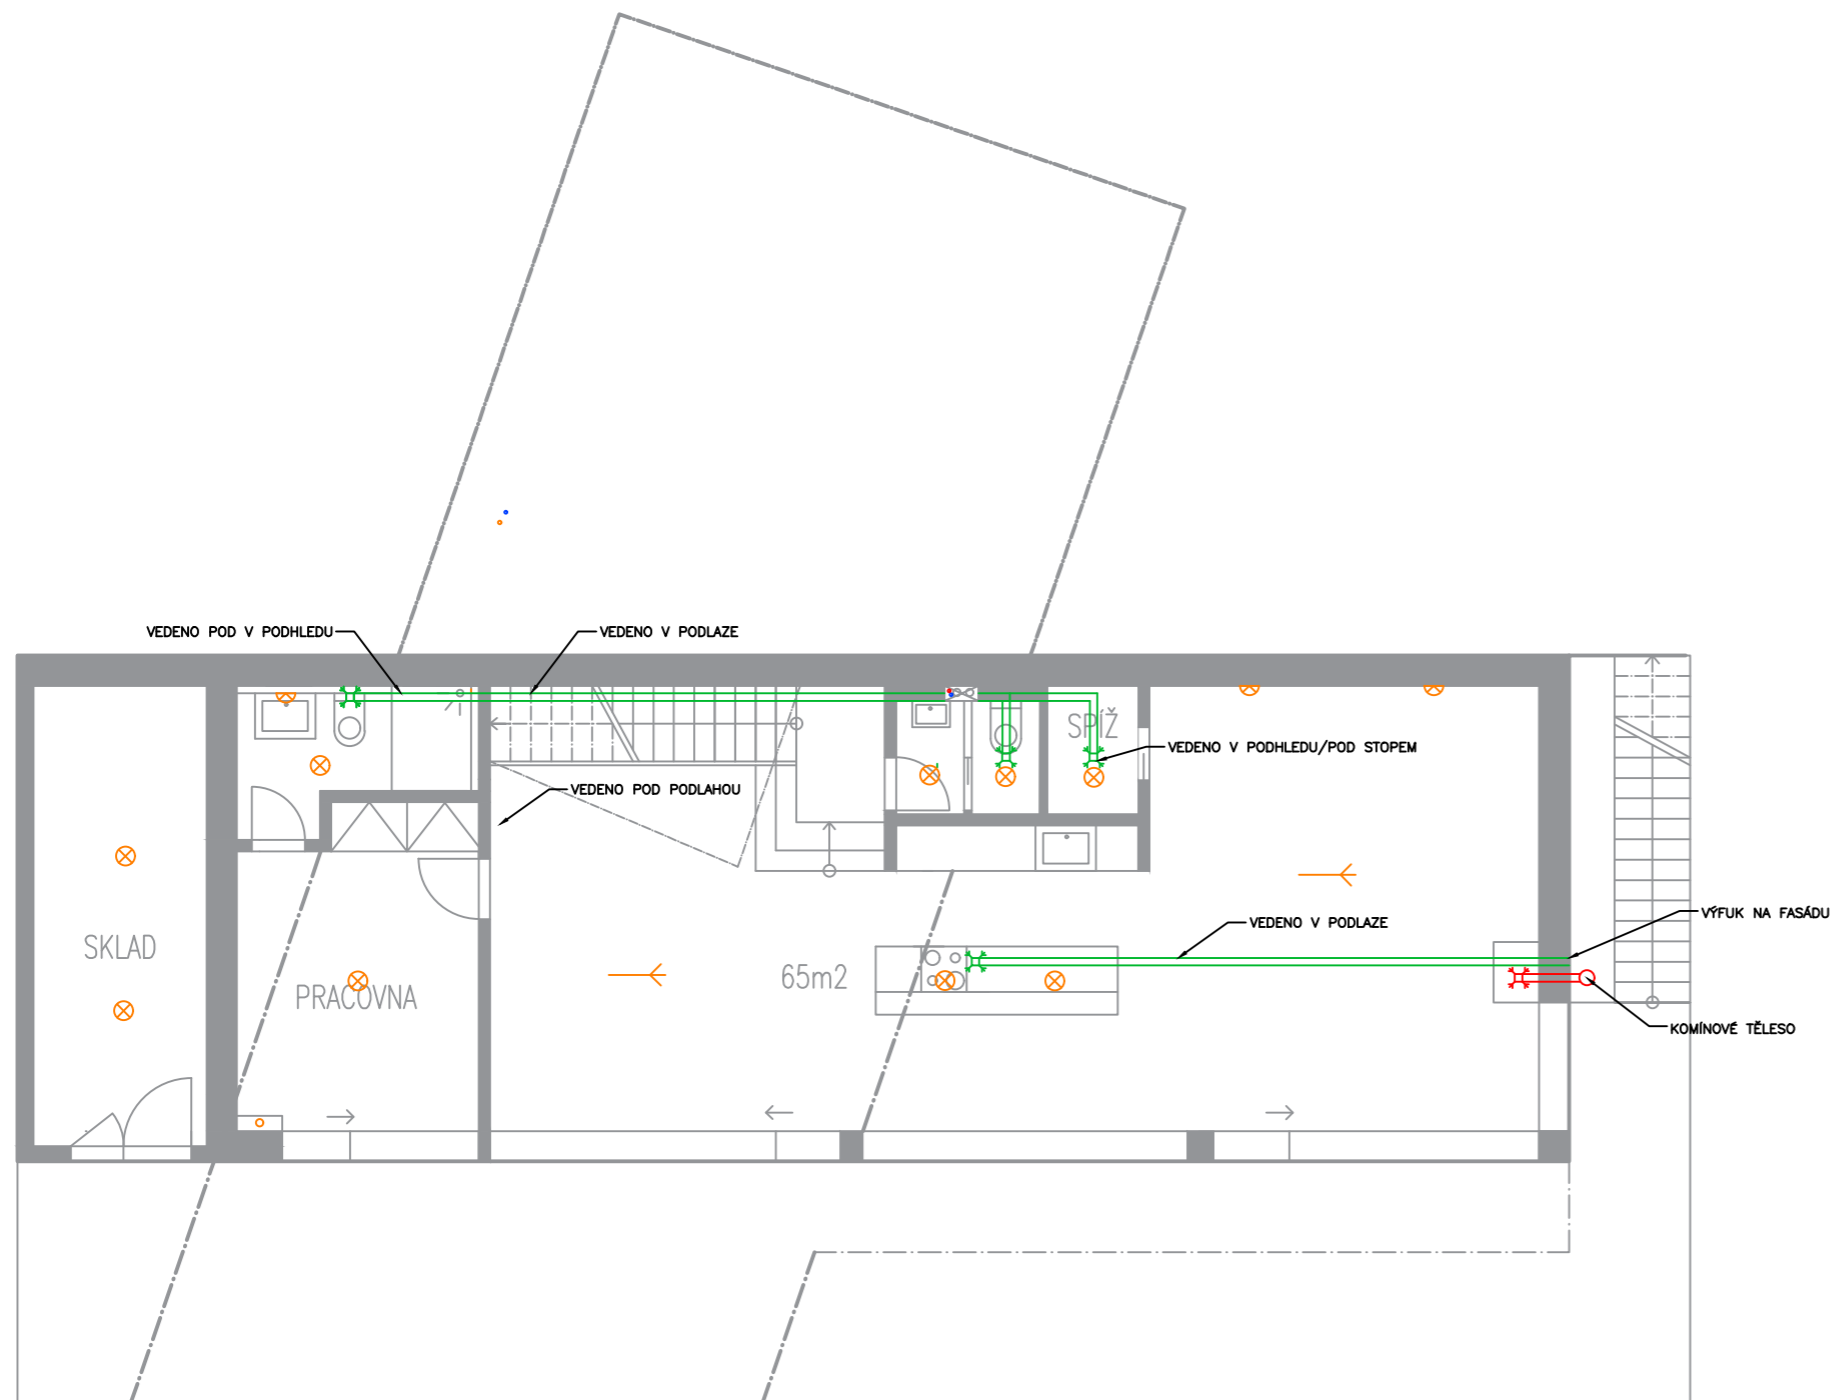 VEDENO POD V PODHLEDU
VEDENO V PODLAZE
SPÍŽ
VEDENO V PODHLEDU/POD STOPEM
VEDENO POD PODLAHOU
VÝFUK NA FASÁDU
VEDENO V PODLAZE
SKLAD
65m2
PRACOVNA
KOMÍNOVÉ TĚLESO